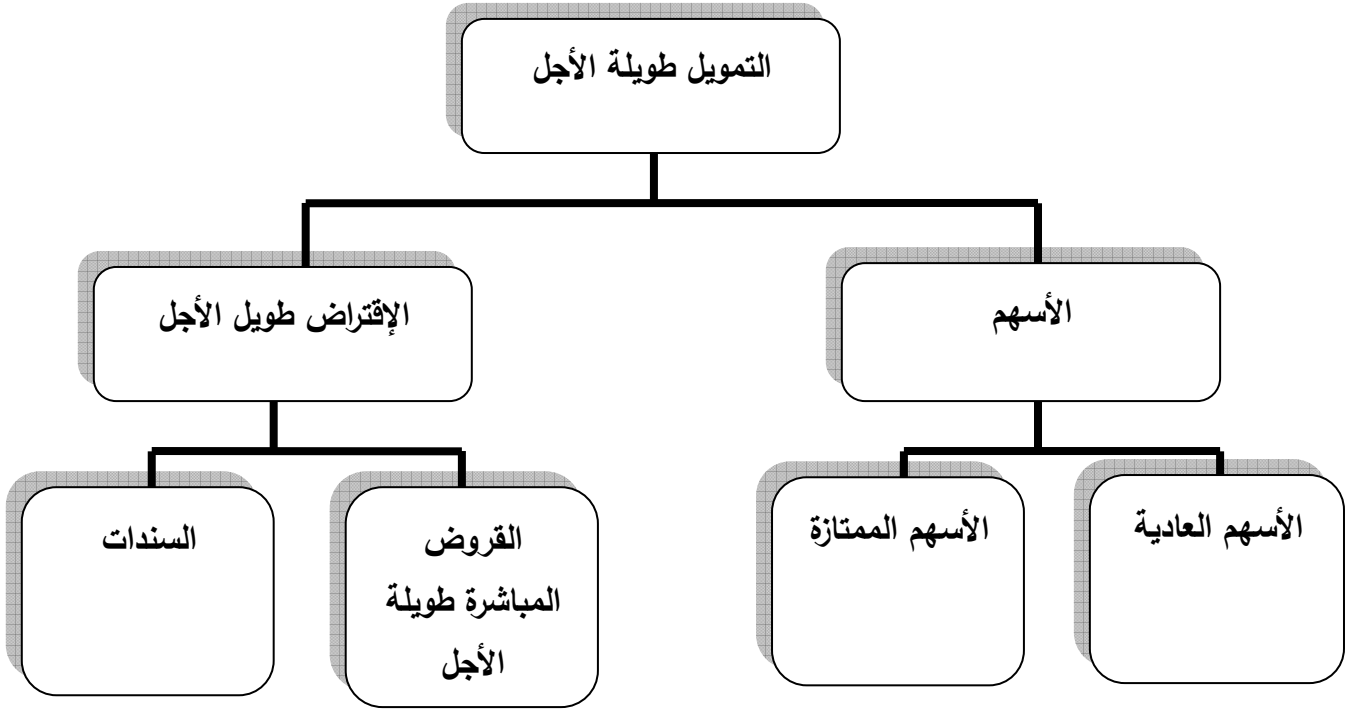 التمويل طويلة الأجل
الأسهم
الإقتراض طويل الأجل
الأسهم العادية
الأسهم الممتازة
القروض
المباشرة طويلة
الأجل
السندات